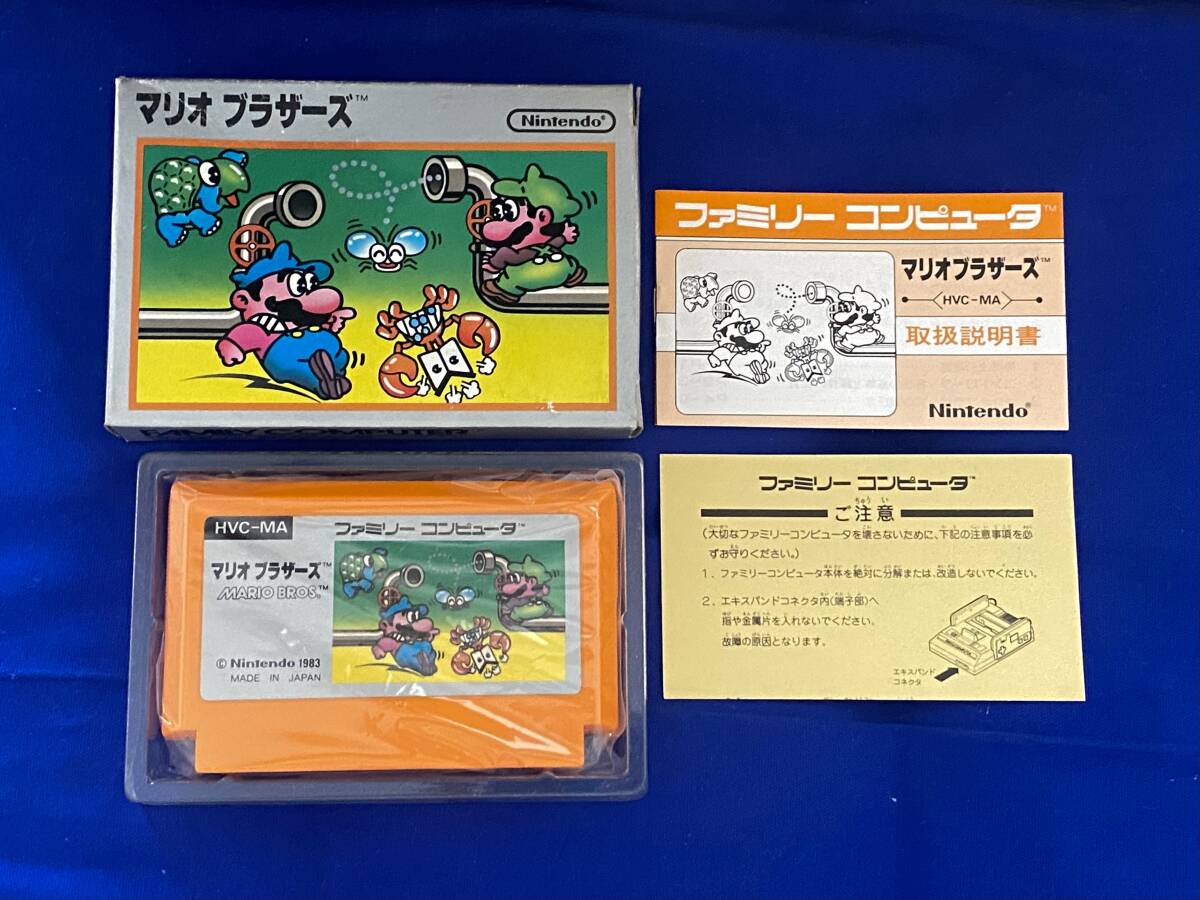 マリオ ブラザーズ™
Nintendo®
FAMILY COMPUTER
ファミリー コンピュータ™
マリオブラザーズ™
HVC-MA
取扱説明書
Nintendo®
HVC-MA
ファミリー コンピュータ™
マリオ ブラザーズ™
MARIO BROS.™
© Nintendo 1983
MADE IN JAPAN
ファミリー コンピュータ™
ご注意
(大切なファミリーコンピュータを壊さないために、下記の注意事項を必
ずお守りください。)
1. ファミリーコンピュータ本体を絶対に分解または、改造しないでください。
2. エキスパンドコネクタ内(端子部)へ
指や金属片を入れないでください。
故障の原因となります。
エキスパンド
コネクタ